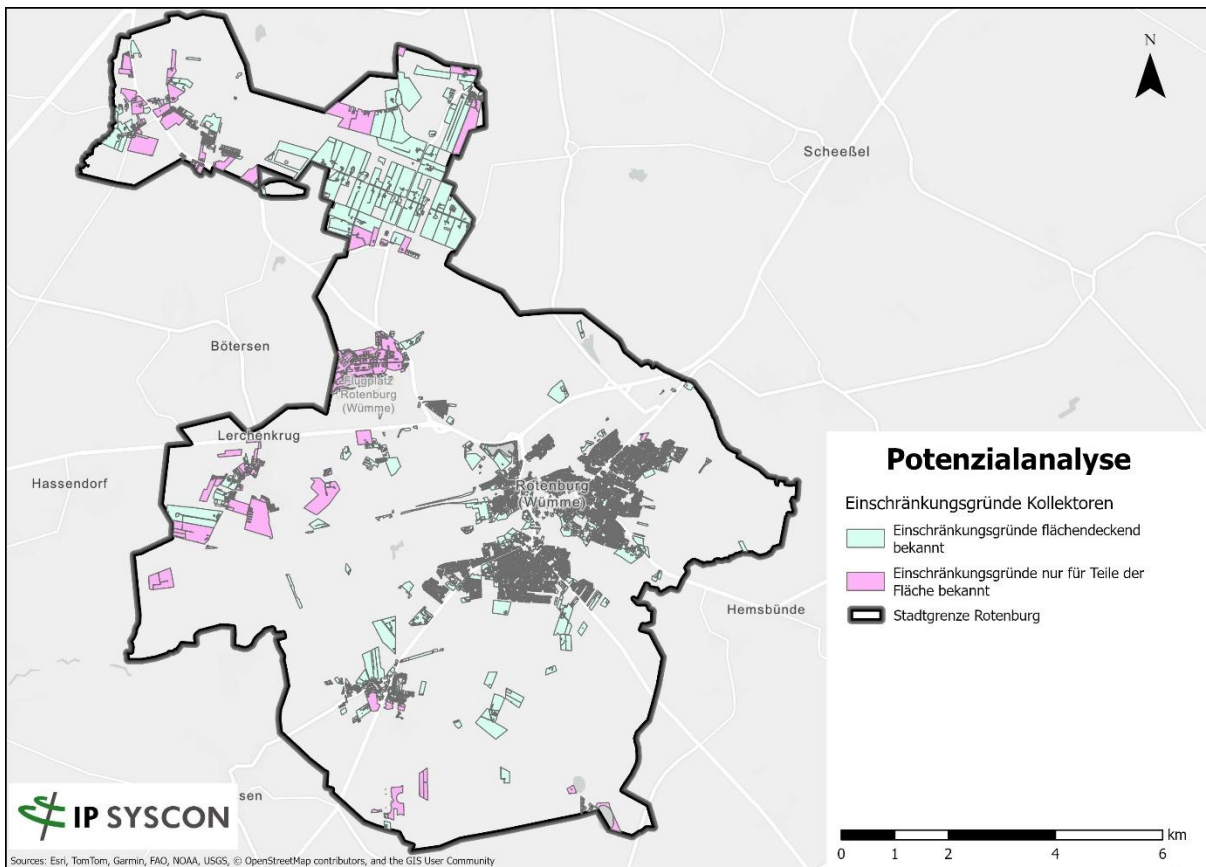 N
Scheeßel
Bötersen
Flugplatz
Rotenburg
(Wümme)
Lerchenkrug
Hassendorf
Rotenburg
(Wümme)
Hemsbünde
sen
Potenzialanalyse
Einschränkungsgründe Kollektoren
Einschränkungsgründe flächendeckend
bekannt
Einschränkungsgründe nur für Teile der
Fläche bekannt
Stadtgrenze Rotenburg
IP SYSCON
km
0 1 2 4 6
Sources: Esri, TomTom, Garmin, FAO, NOAA, USGS, © OpenStreetMap contributors, and the GIS User Community